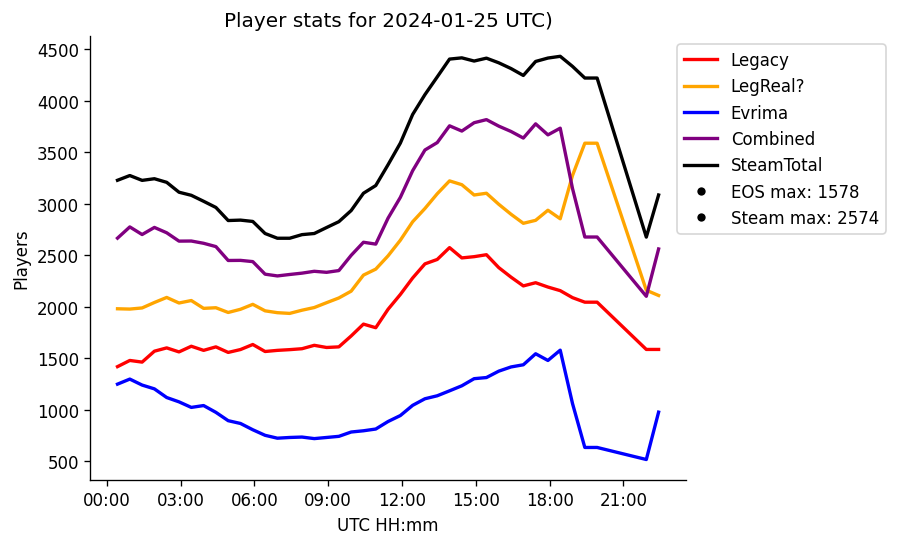 Player stats for 2024-01-25 UTC)
4500
4000
3500
3000
2500
2000
1500
1000
500
Players
00:00 03:00 06:00 09:00 12:00 15:00 18:00 21:00
UTC HH:mm
Legacy
LegReal?
Evrima
Combined
SteamTotal
EOS max: 1578
Steam max: 2574